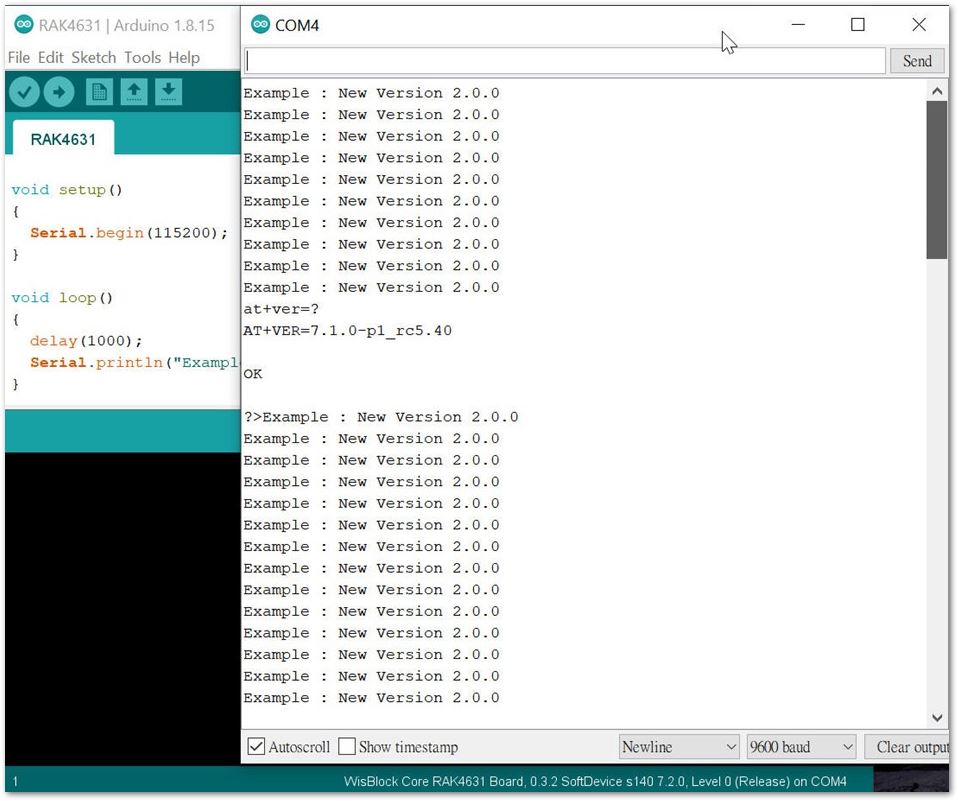 RAK4631 | Arduino 1.8.15
File Edit Sketch Tools Help
RAK4631
void setup()
{
  Serial.begin(115200);
}
void loop()
{
  delay(1000);
  Serial.println("Exampl
}
COM4
Send
Example : New Version 2.0.0
Example : New Version 2.0.0
Example : New Version 2.0.0
Example : New Version 2.0.0
Example : New Version 2.0.0
Example : New Version 2.0.0
Example : New Version 2.0.0
Example : New Version 2.0.0
Example : New Version 2.0.0
Example : New Version 2.0.0
at+ver=?
AT+VER=7.1.0-p1_rc5.40
OK
?>Example : New Version 2.0.0
Example : New Version 2.0.0
Example : New Version 2.0.0
Example : New Version 2.0.0
Example : New Version 2.0.0
Example : New Version 2.0.0
Example : New Version 2.0.0
Example : New Version 2.0.0
Example : New Version 2.0.0
Example : New Version 2.0.0
Example : New Version 2.0.0
Example : New Version 2.0.0
Example : New Version 2.0.0
Example : New Version 2.0.0
Autoscroll Show timestamp Newline 9600 baud Clear output
1 WisBlock Core RAK4631 Board, 0.3.2 SoftDevice s140 7.2.0, Level 0 (Release) on COM4